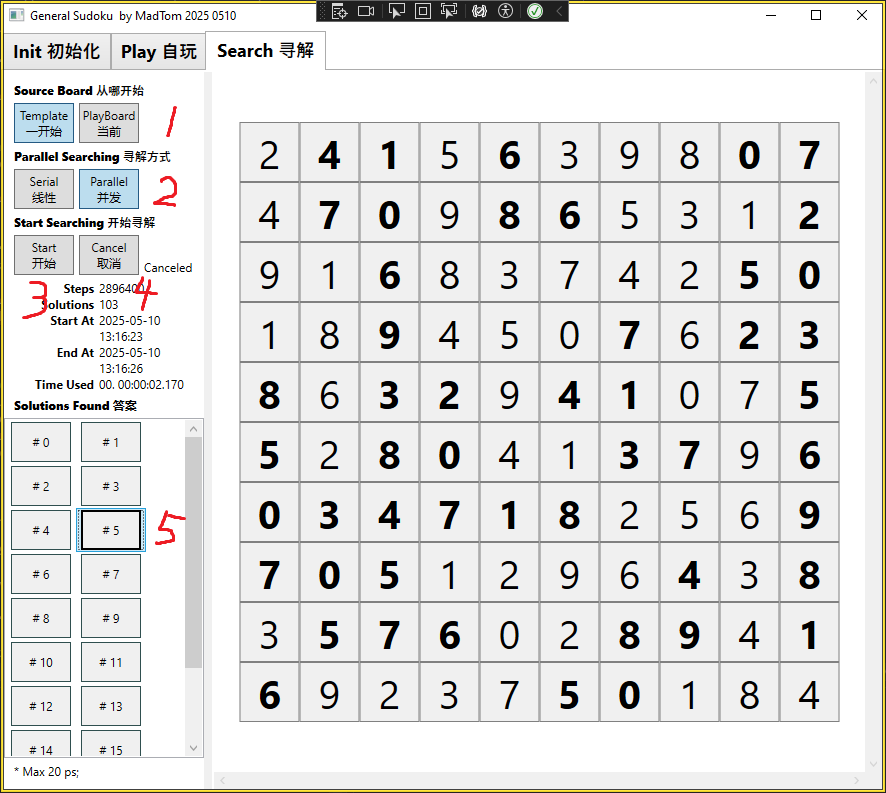 General Sudoku by MadTom 2025 0510
Init 初始化 Play 自玩 Search 寻解
Source Board 从哪开始
Template PlayBoard
一开始 当前
1
Parallel Searching 寻解方式
Serial Parallel
线性 并发
2
Start Searching 开始寻解
Start Cancel
开始 取消
Canceled
3 4
Steps 2896400
Solutions 103
Start At 2025-05-10
13:16:23
End At 2025-05-10
13:16:26
Time Used 00. 00:00:02.170
Solutions Found 答案
# 0 # 1
# 2 # 3
# 4 # 5
5
# 6 # 7
# 8 # 9
# 10 # 11
# 12 # 13
# 14 # 15
* Max 20 ps;
2 4 1 5 6 3 9 8 0 7
4 7 0 9 8 6 5 3 1 2
9 1 6 8 3 7 4 2 5 0
1 8 9 4 5 0 7 6 2 3
8 6 3 2 9 4 1 0 7 5
5 2 8 0 4 1 3 7 9 6
0 3 4 7 1 8 2 5 6 9
7 0 5 1 2 9 6 4 3 8
3 5 7 6 0 2 8 9 4 1
6 9 2 3 7 5 0 1 8 4